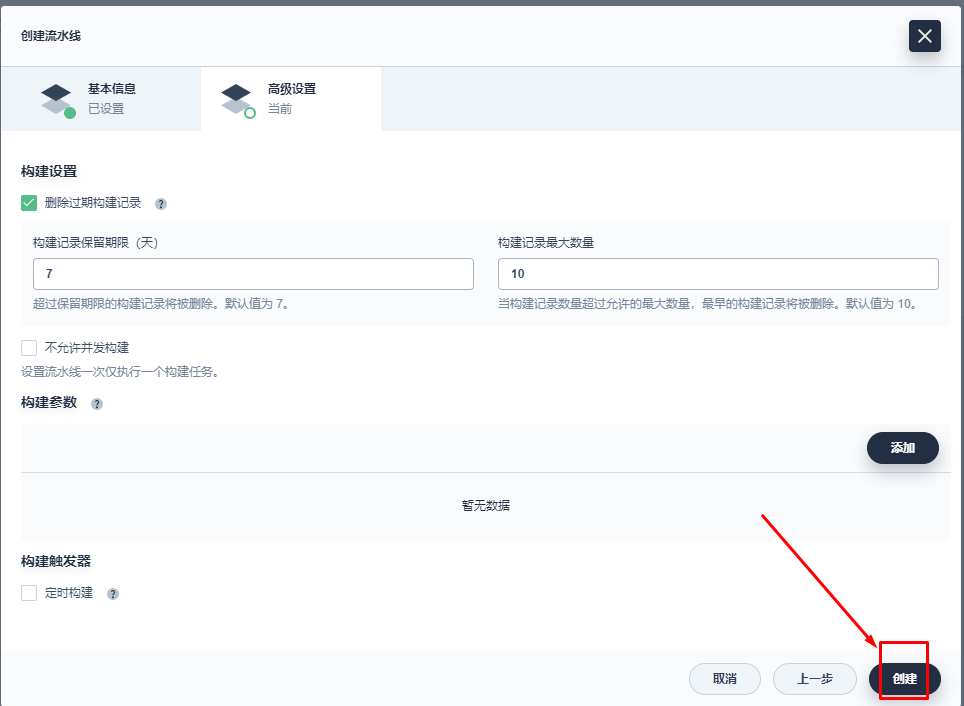 创建流水线
基本信息
已设置
高级设置
当前
构建设置
删除过期构建记录 ?
构建记录保留期限（天） 构建记录最大数量
7 10
超过保留期限的构建记录将被删除。默认值为 7。 当构建记录数量超过允许的最大数量，最早的构建记录将被删除。默认值为 10。
不允许并发构建
设置流水线一次仅执行一个构建任务。
构建参数 ?
添加
暂无数据
构建触发器
定时构建 ?
取消 上一步 创建